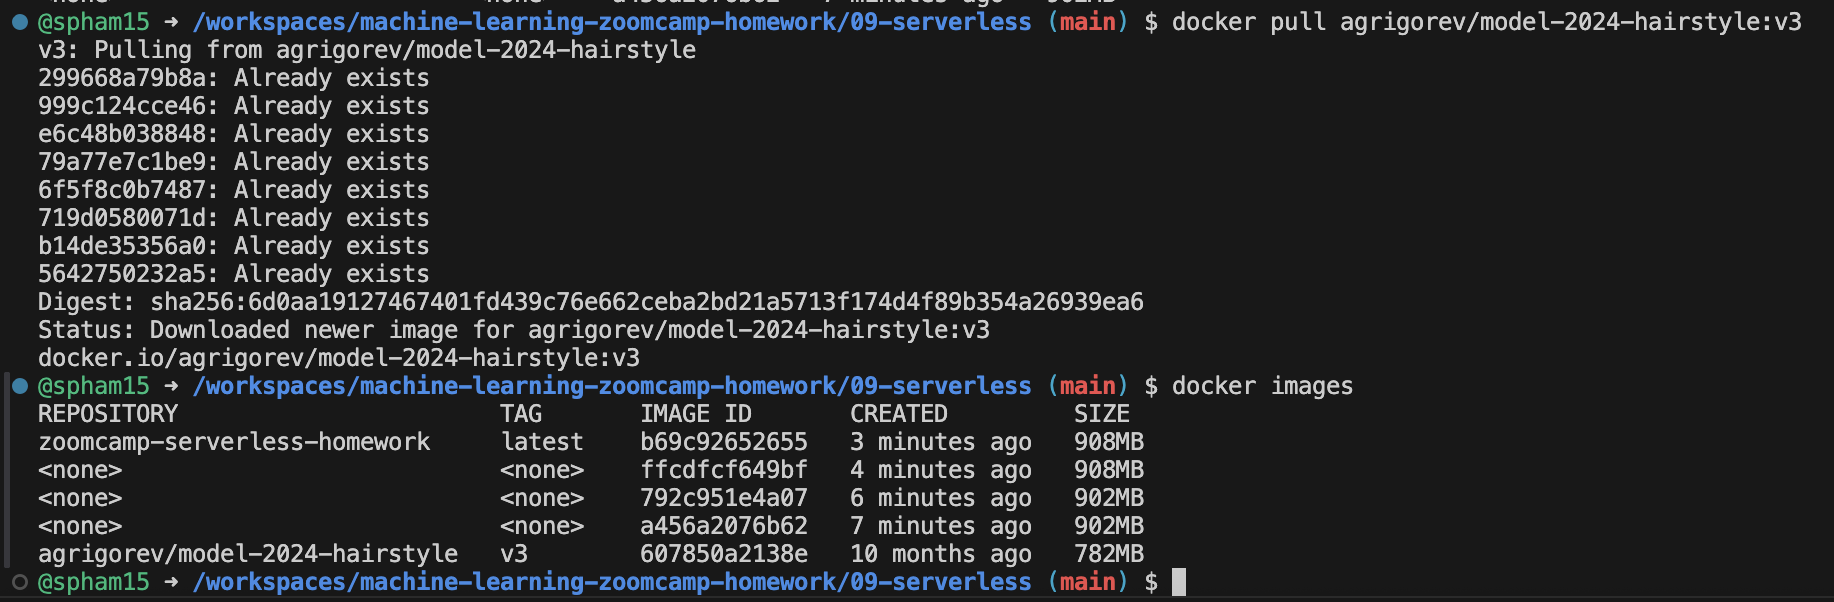 @spham15 → /workspaces/machine-learning-zoomcamp-homework/09-serverless (main) $ docker pull agrigorev/model-2024-hairstyle:v3
v3: Pulling from agrigorev/model-2024-hairstyle
299668a79b8a: Already exists
999c124cce46: Already exists
e6c48b038848: Already exists
79a77e7c1be9: Already exists
6f5f8c0b7487: Already exists
719d0580071d: Already exists
b14de35356a0: Already exists
5642750232a5: Already exists
Digest: sha256:6d0aa19127467401fd439c76e662ceba2bd21a5713f174d4f89b354a26939ea6
Status: Downloaded newer image for agrigorev/model-2024-hairstyle:v3
docker.io/agrigorev/model-2024-hairstyle:v3
@spham15 → /workspaces/machine-learning-zoomcamp-homework/09-serverless (main) $ docker images
REPOSITORY TAG IMAGE ID CREATED SIZE
zoomcamp-serverless-homework latest b69c92652655 3 minutes ago 908MB
<none> <none> ffcdfcf649bf 4 minutes ago 908MB
<none> <none> 792c951e4a07 6 minutes ago 902MB
<none> <none> a456a2076b62 7 minutes ago 902MB
agrigorev/model-2024-hairstyle v3 607850a2138e 10 months ago 782MB
@spham15 → /workspaces/machine-learning-zoomcamp-homework/09-serverless (main) $